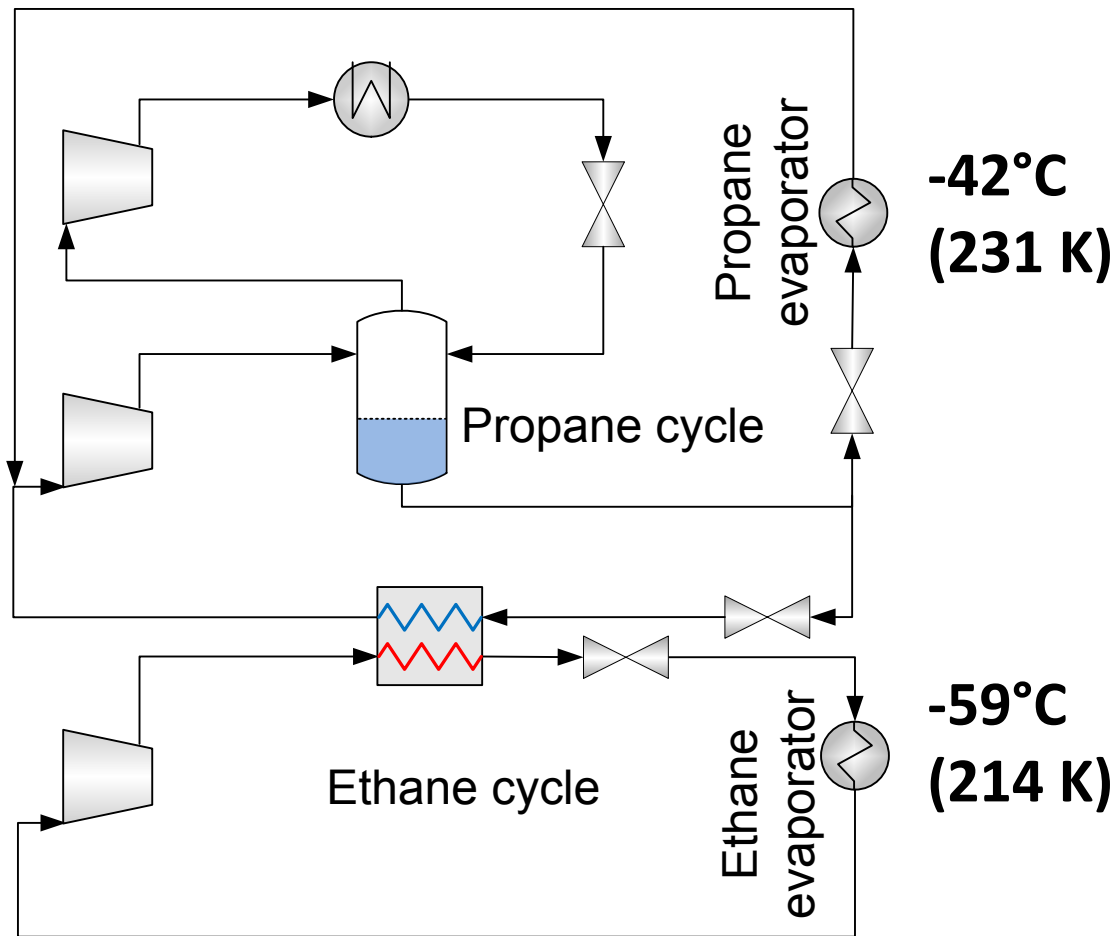 Propane
evaporator
-42°C
(231 K)
Propane cycle
Ethane cycle
Ethane
evaporator
-59°C
(214 K)